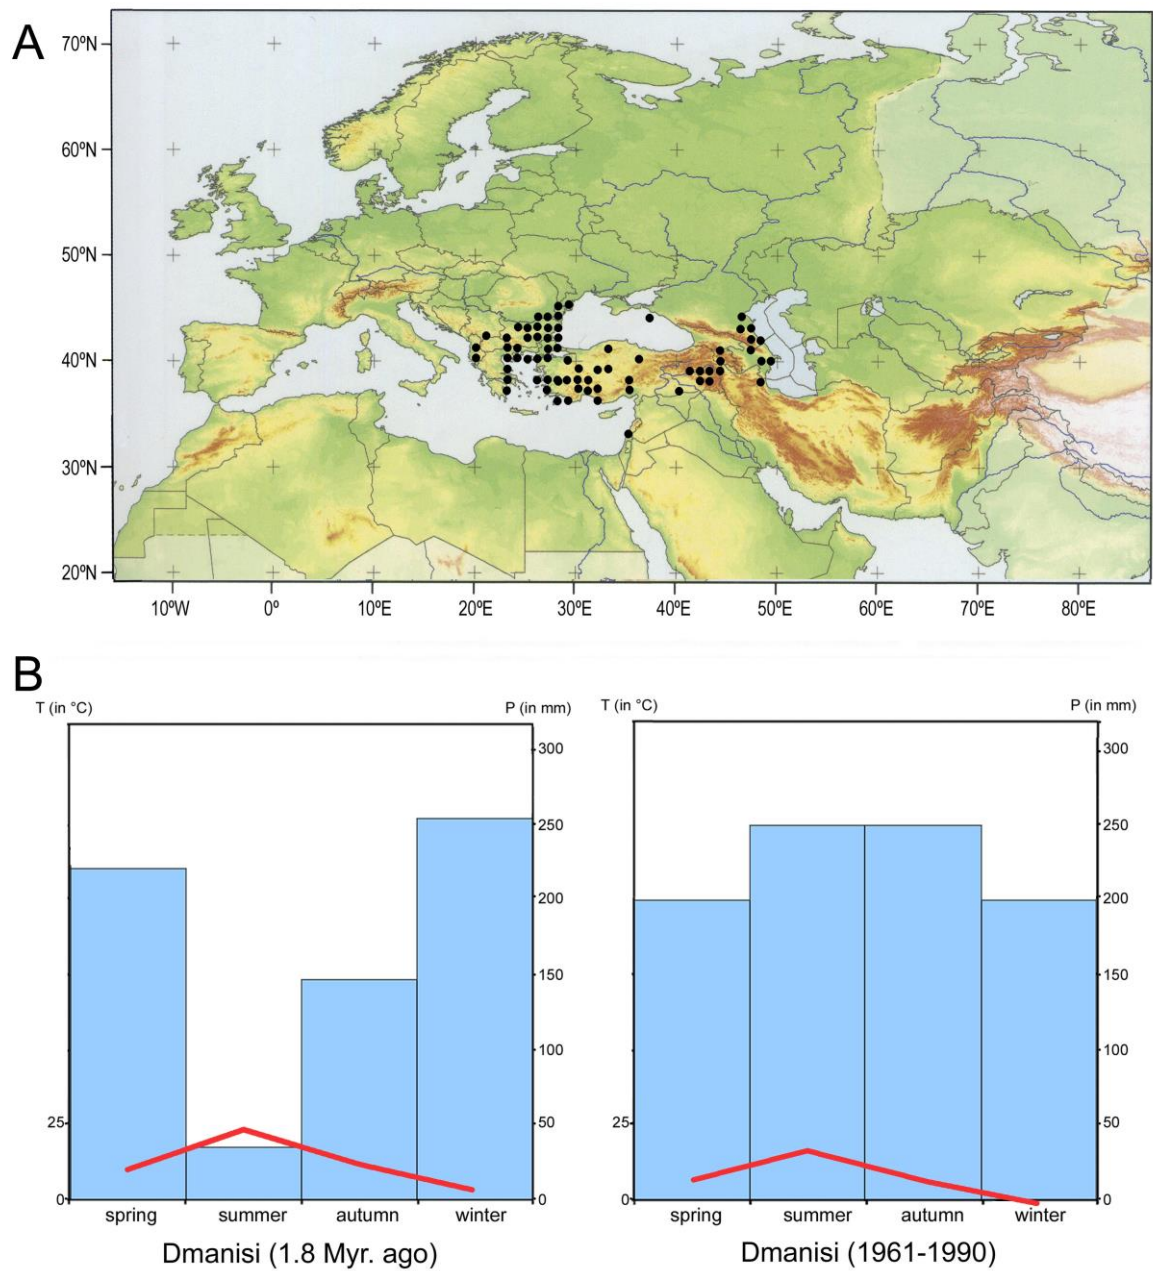 A
70ºN
60ºN
50ºN
40ºN
30ºN
20ºN
10ºW 0º 10ºE 20ºE 30ºE 40ºE 50ºE 60ºE 70ºE 80ºE
B
T (in °C) P (in mm)
300
250
200
150
100
25 50
0 0
spring summer autumn winter
Dmanisi (1.8 Myr. ago)
T (in °C) P (in mm)
300
250
200
150
100
25 50
0 0
spring summer autumn winter
Dmanisi (1961-1990)